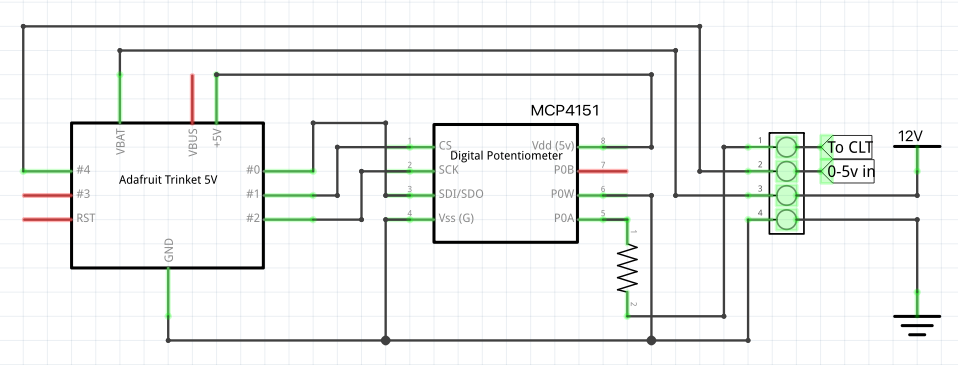 MCP4151
12V
VBAT
VBUS
+5V
1
CS
Vdd (5v)
8
1
To CLT
Digital Potentiometer
#4
#0
2
SCK
P0B
7
2
0-5v in
Adafruit Trinket 5V
#3
#1
3
SDI/SDO
P0W
6
3
RST
#2
4
Vss (G)
P0A
5
4
1
GND
2